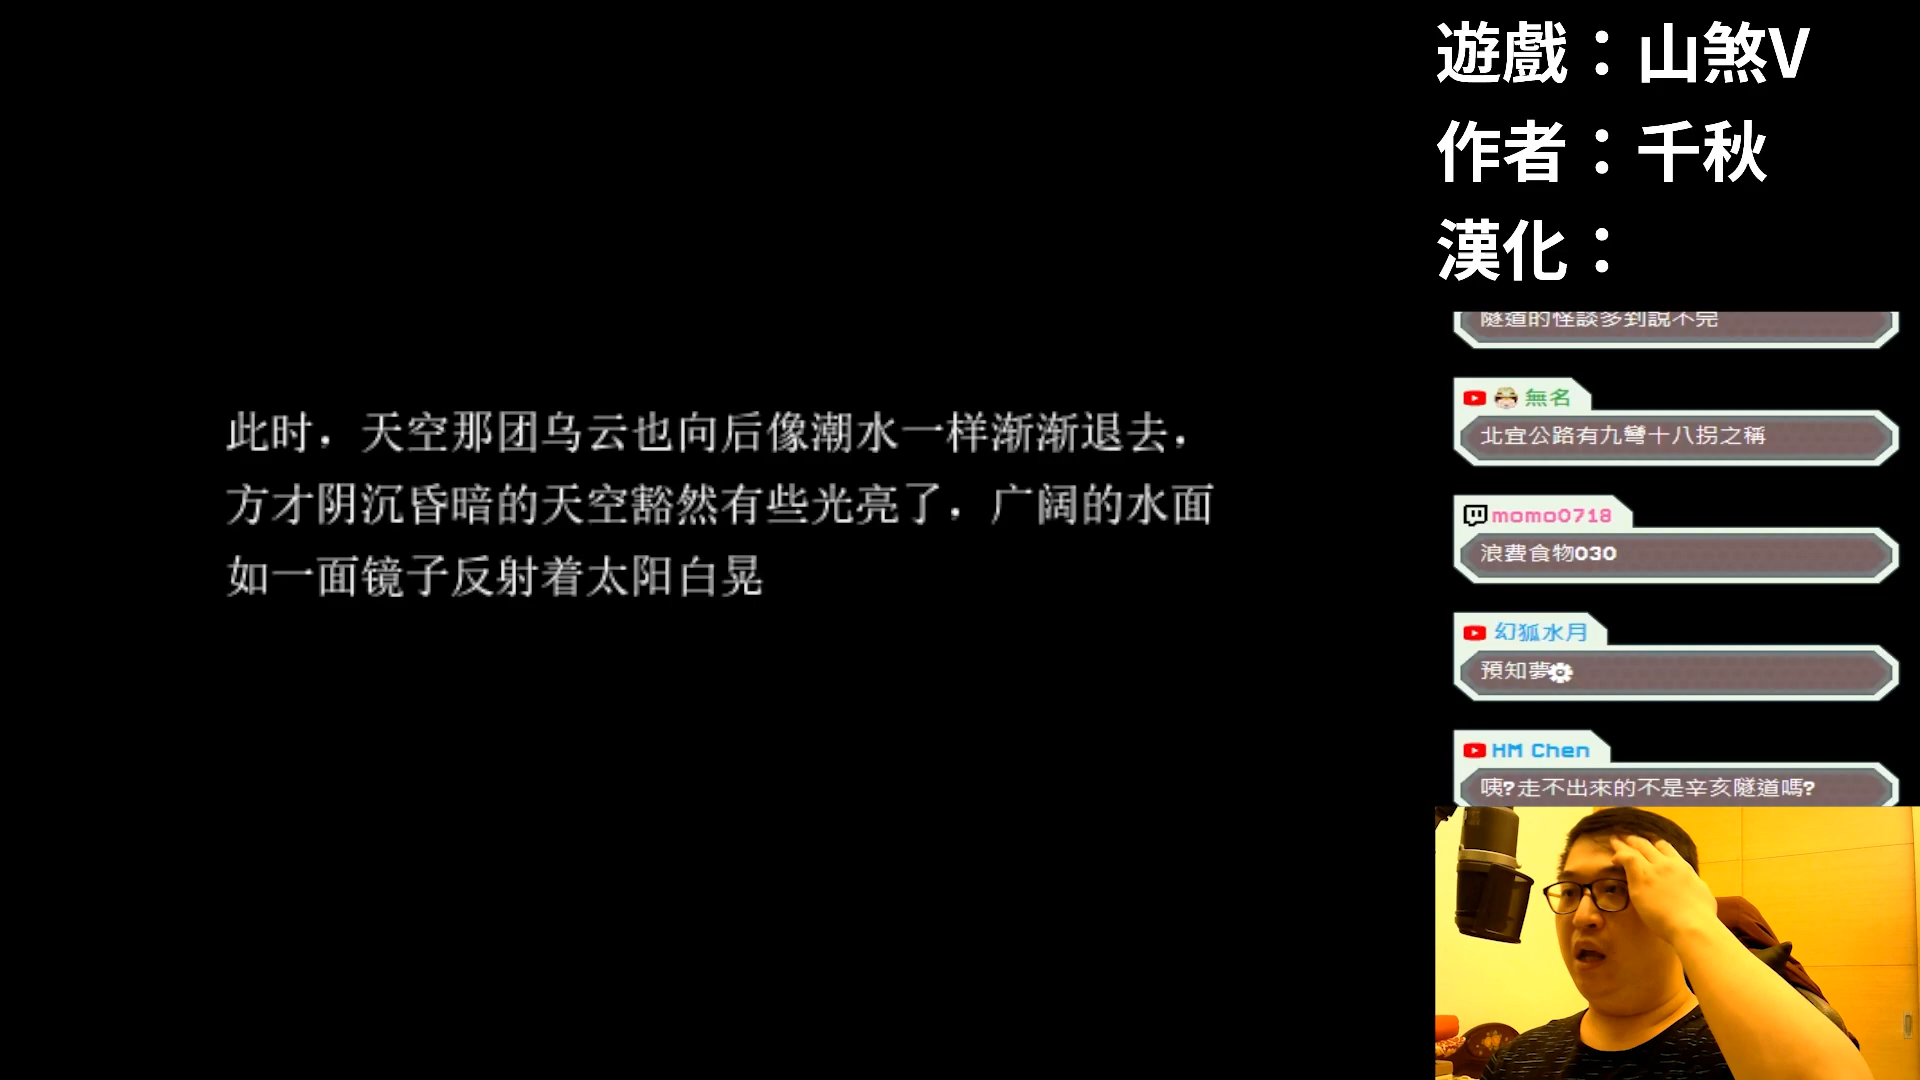 遊戲：山煞V
作者：千秋
漢化：
隧道的怪談多到說不完
無名
北宜公路有九彎十八拐之稱
momo0718
浪費食物030
幻狐水月
預知夢
HM Chen
咦?走不出來的不是辛亥隧道嗎?
此时，天空那团乌云也向后像潮水一样渐渐退去，
方才阴沉昏暗的天空豁然有些光亮了，广阔的水面
如一面镜子反射着太阳白晃